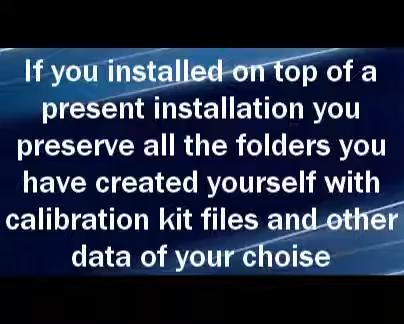 If you installed on top of a
present installation you
preserve all the folders you
have created yourself with
calibration kit files and other
data of your choise